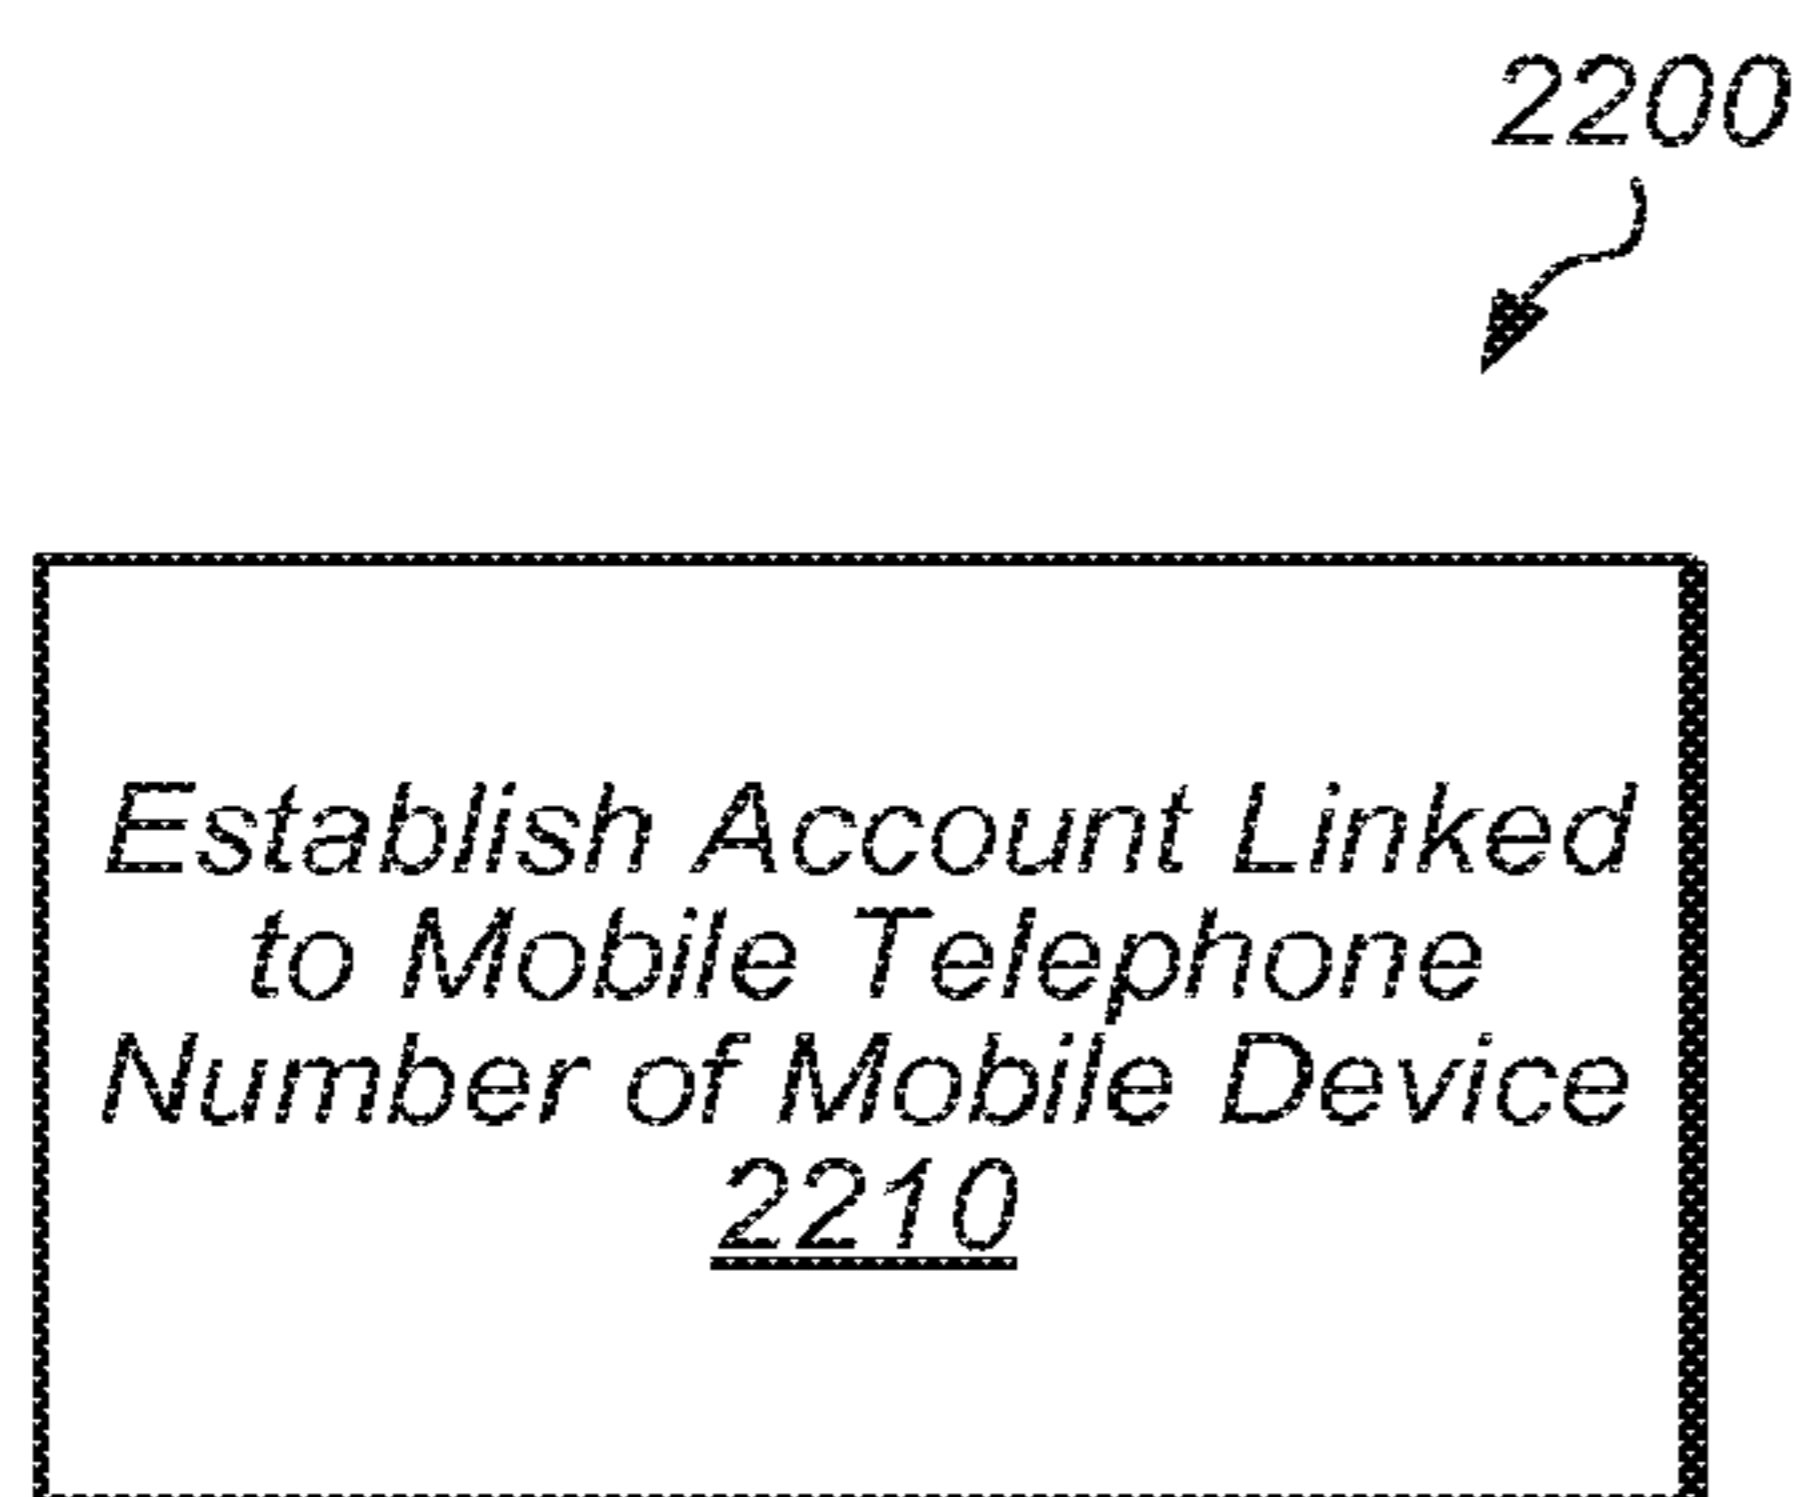 2200
Establish Account Linked
to Mobile Telephone
Number of Mobile Device
2210